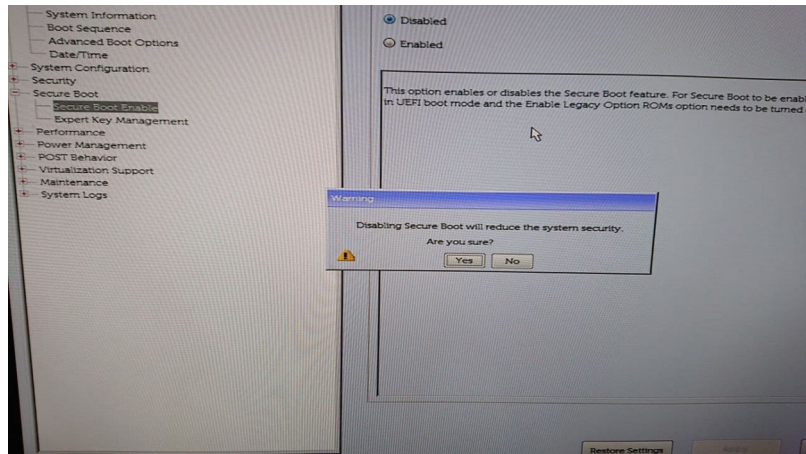 System Information
Boot Sequence
Advanced Boot Options
Date/Time
System Configuration
Security
Secure Boot
Secure Boot Enable
Expert Key Management
Performance
Power Management
POST Behavior
Virtualization Support
Maintenance
System Logs
Disabled
Enabled
This option enables or disables the Secure Boot feature. For Secure Boot to be enabl
in UEFI boot mode and the Enable Legacy Option ROMs option needs to be turned
Warning
Disabling Secure Boot will reduce the system security.
Are you sure?
Yes
No
Restore Settings
Apply